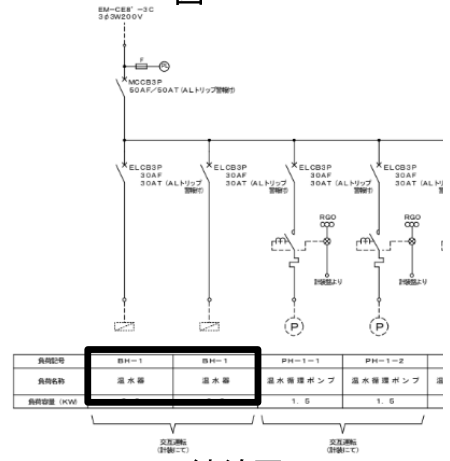 図
EM-CE8°-3C
3φ3W200V
F
MCCB3P
50AF/50AT(ALトリップ警報付)
ELCB3P
30AF
30AT(ALトリップ
警報付)
ELCB3P
30AF
30AT(ALトリップ
警報付)
ELCB3P
30AF
30AT(ALトリップ
警報付)
ELCB3P
30AF
30AT(ALトリップ
RGO
RGO
計装盤より
計装盤より
P
P
負荷記号 BH-1 BH-1 PH-1-1 PH-1-2
負荷名称 温水器 温水器 温水循環ポンプ 温水循環ポンプ 温
負荷容量(KW) 1.5 1.5
交互運転
(計装にて)
交互運転
(計装にて)